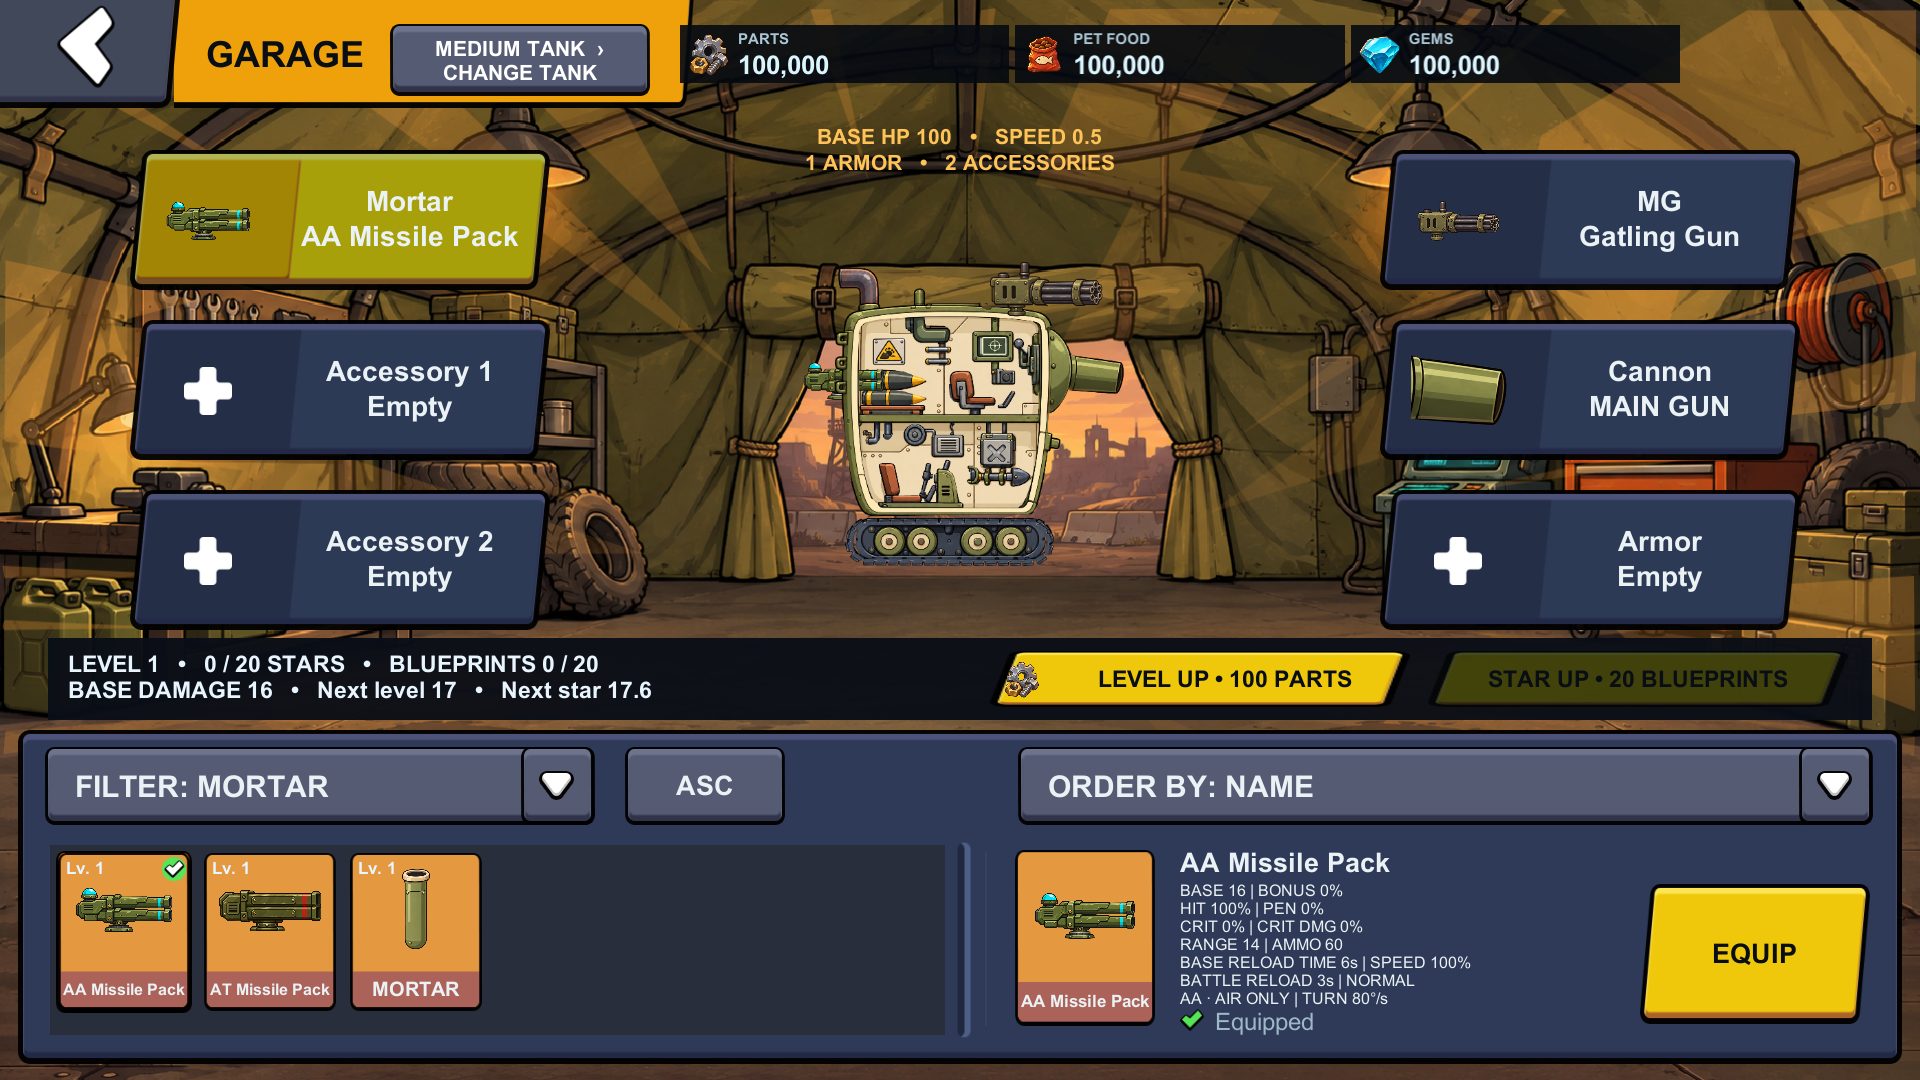 GARAGE
MEDIUM TANK ›
CHANGE TANK
PARTS
100,000
PET FOOD
100,000
GEMS
100,000
BASE HP 100 • SPEED 0.5
1 ARMOR • 2 ACCESSORIES
Mortar
AA Missile Pack
MG
Gatling Gun
Accessory 1
Empty
Cannon
MAIN GUN
Accessory 2
Empty
Armor
Empty
LEVEL 1 • 0 / 20 STARS • BLUEPRINTS 0 / 20
BASE DAMAGE 16 • Next level 17 • Next star 17.6
LEVEL UP • 100 PARTS
STAR UP • 20 BLUEPRINTS
FILTER: MORTAR
ASC
ORDER BY: NAME
Lv. 1
AA Missile Pack
Lv. 1
AT Missile Pack
Lv. 1
MORTAR
AA Missile Pack
AA Missile Pack
BASE 16 | BONUS 0%
HIT 100% | PEN 0%
CRIT 0% | CRIT DMG 0%
RANGE 14 | AMMO 60
BASE RELOAD TIME 6s | SPEED 100%
BATTLE RELOAD 3s | NORMAL
AA · AIR ONLY | TURN 80°/s
Equipped
EQUIP